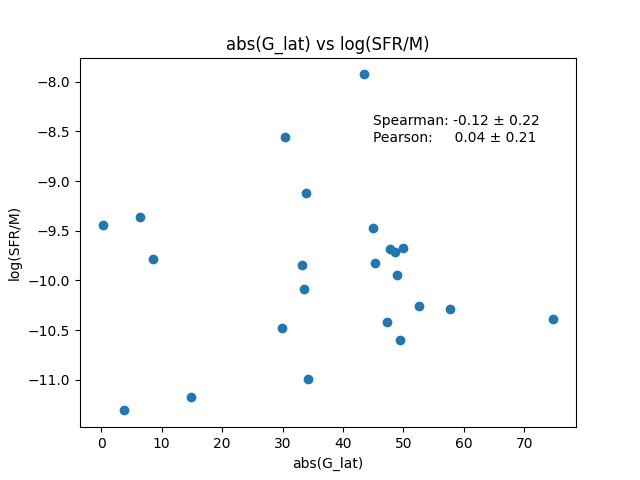 abs(G_lat) vs log(SFR/M)
−8.0
Spearman: -0.12 ± 0.22
−8.5
Pearson: 0.04 ± 0.21
−9.0
−9.5
−10.0
−10.5
−11.0
log(SFR/M)
0 10 20 30 40 50 60 70
abs(G_lat)